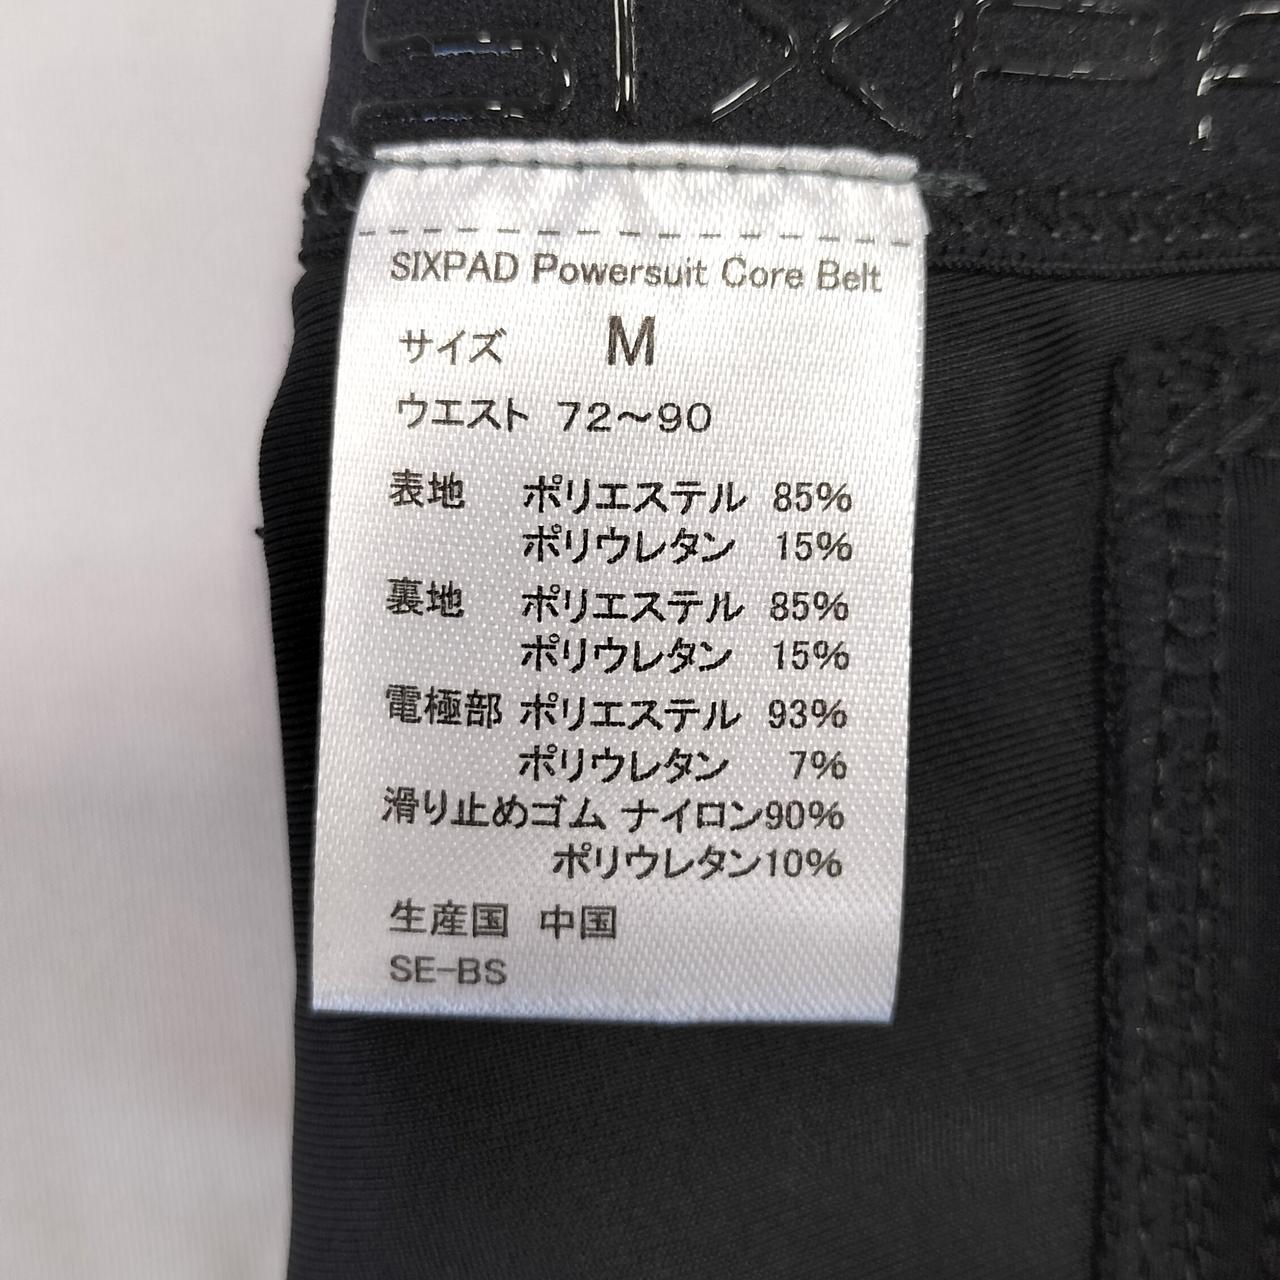 SIXPAD Powersuit Core Belt
サイズ M
ウエスト 72～90
表地 ポリエステル 85%
ポリウレタン 15%
裏地 ポリエステル 85%
ポリウレタン 15%
電極部 ポリエステル 93%
ポリウレタン 7%
滑り止めゴム ナイロン90%
ポリウレタン10%
生産国 中国
SE-BS